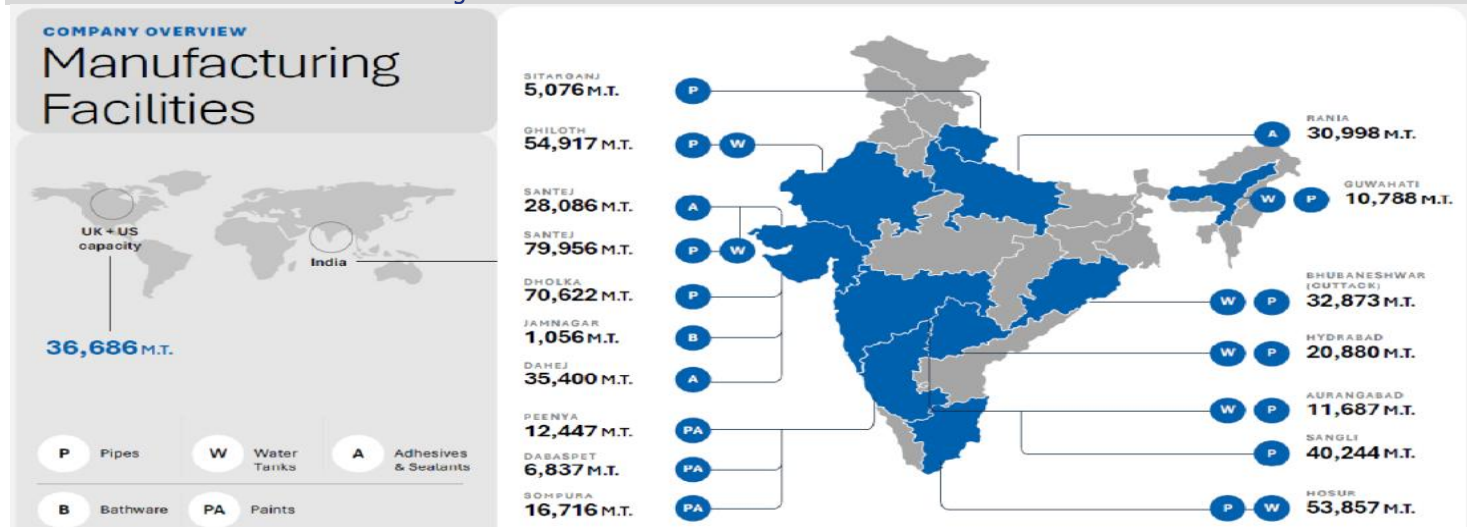 COMPANY OVERVIEW
Manufacturing
Facilities
UK + US
capacity
India
36,686 M.T.
P Pipes
W Water
Tanks
A Adhesives
& Sealants
B Bathware
PA Paints
SITARGANJ
5,076 M.T.
P
GHILOTH
54,917 M.T.
P W
SANTEJ
28,086 M.T.
A
SANTEJ
79,956 M.T.
P W
DHOLKA
70,622 M.T.
P
JAMNAGAR
1,056 M.T.
B
DAHEJ
35,400 M.T.
A
PEENYA
12,447 M.T.
PA
DABASPET
6,837 M.T.
PA
SOMPURA
16,716 M.T.
PA
RANIA
A 30,998 M.T.
GUWAHATI
W P 10,788 M.T.
BHUBANESHWAR
(CUTTACK)
W P 32,873 M.T.
HYDRABAD
W P 20,880 M.T.
AURANGABAD
W P 11,687 M.T.
SANGLI
P 40,244 M.T.
HOSUR
P W 53,857 M.T.